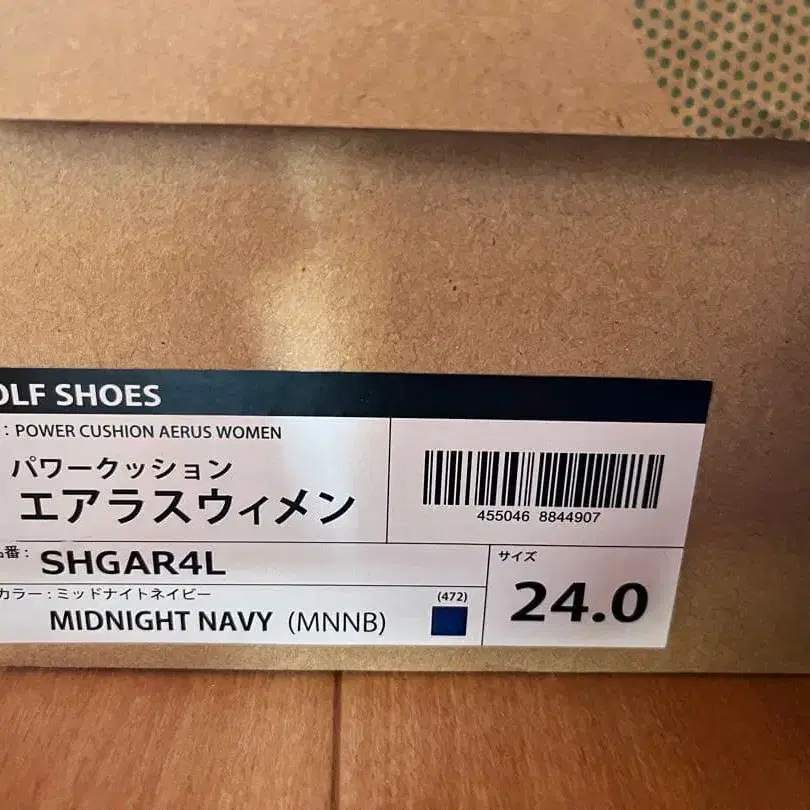 OLF SHOES
: POWER CUSHION AERUS WOMEN
パワークッション
エアラスウィメン
455046 8844907
品番: SHGAR4L
カラー:ミッドナイトネイビー
(472)
MIDNIGHT NAVY (MNNB)
サイズ
24.0